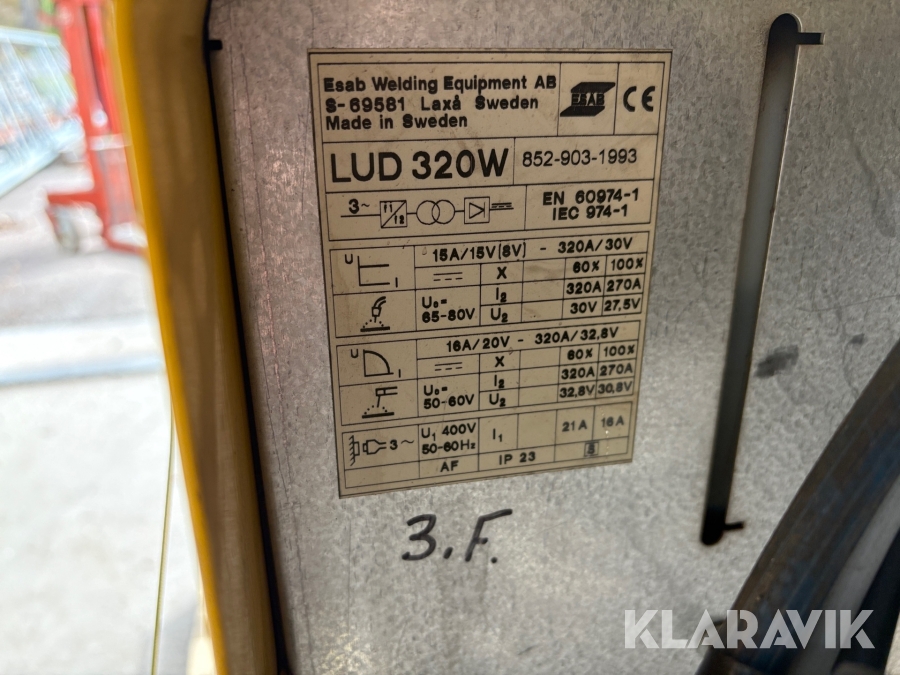 Esab Welding Equipment AB
S-69581 Laxå Sweden
Made in Sweden
ESAB
CE
LUD 320W
852-903-1993
3~
EN 60974-1
IEC 974-1
U
I
15A/15V(8V) - 320A/30V
X 60% 100%
U₀=
65-80V
I₂ 320A 270A
U₂ 30V 27,5V
U
I
16A/20V - 320A/32,8V
X 60% 100%
U₀=
50-60V
I₂ 320A 270A
U₂ 32,8V 30,8V
3~
U₁ 400V
50-60Hz
I₁ 21A 16A
AF IP 23 S
3.F.
KLARAVIK